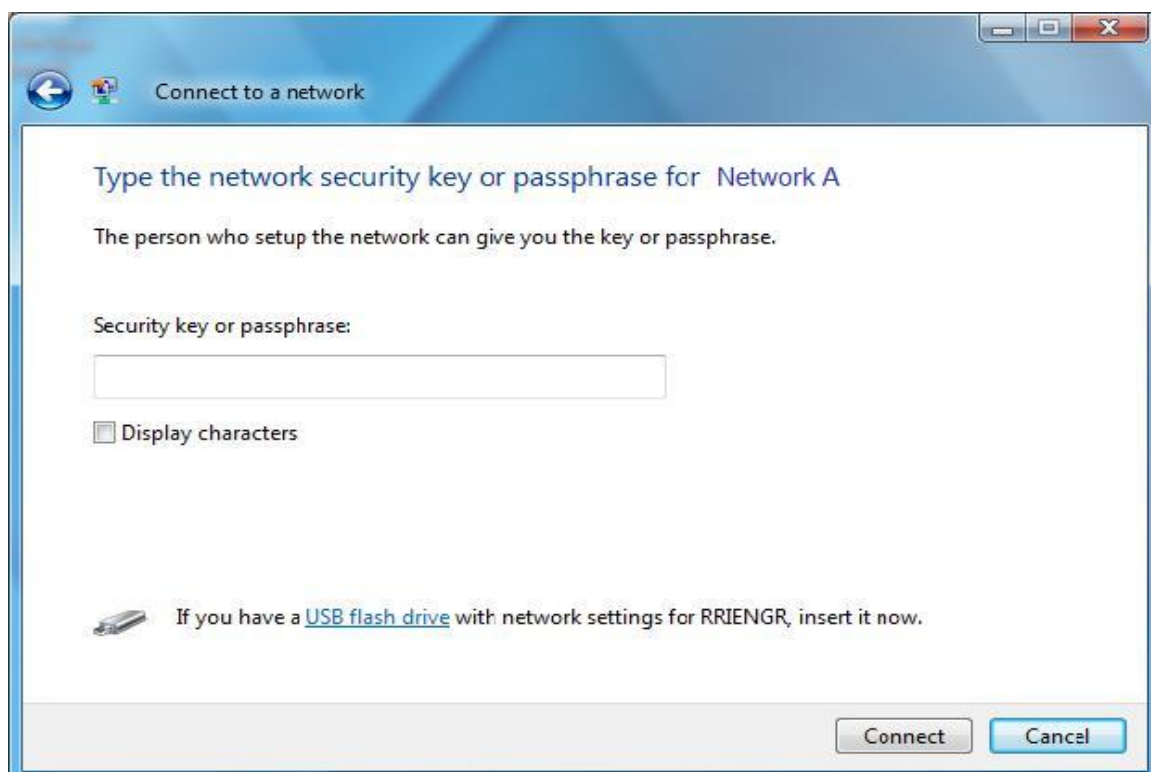 Connect to a network
Type the network security key or passphrase for Network A
The person who setup the network can give you the key or passphrase.
Security key or passphrase:
Display characters
If you have a USB flash drive with network settings for RRIENGR, insert it now.
Connect
Cancel